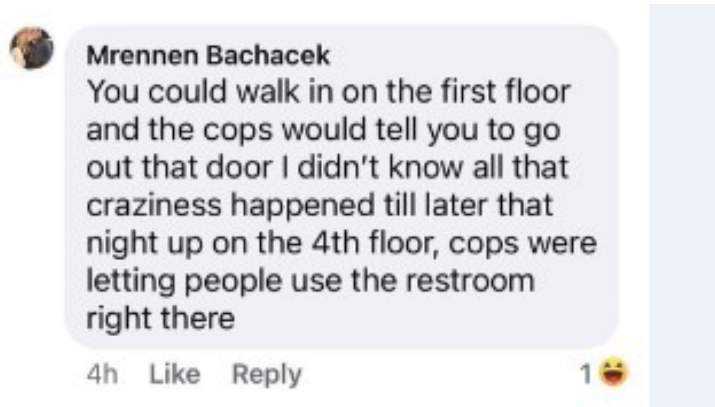 Mrennen Bachacek
You could walk in on the first floor
and the cops would tell you to go
out that door I didn't know all that
craziness happened till later that
night up on the 4th floor, cops were
letting people use the restroom
right there
4h Like Reply 1